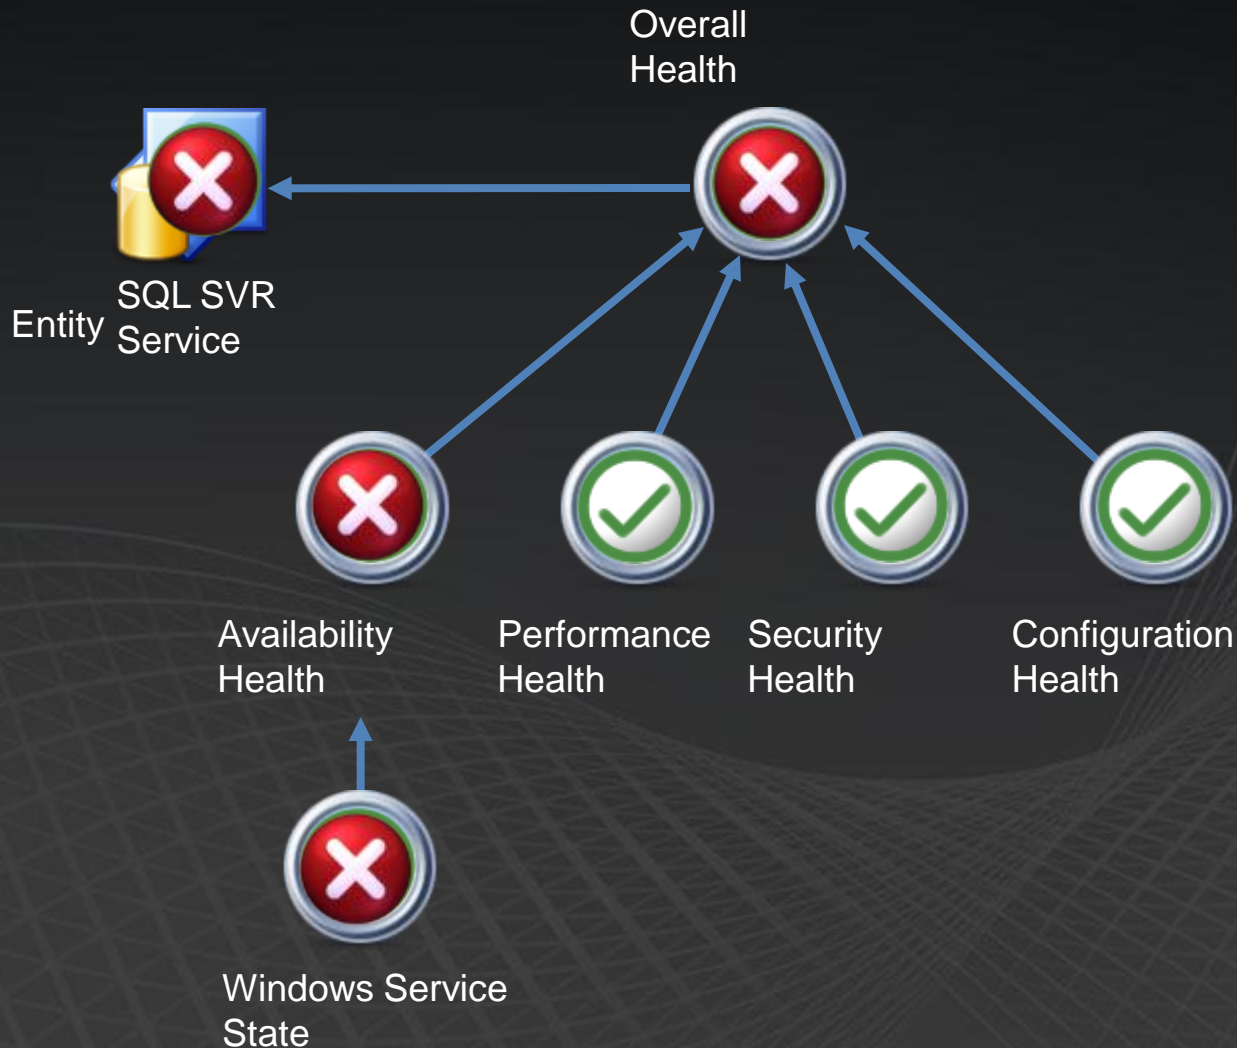 Overall
Health
Entity
SQL SVR
Service
Availability
Health
Performance
Health
Security
Health
Configuration
Health
Windows Service
State